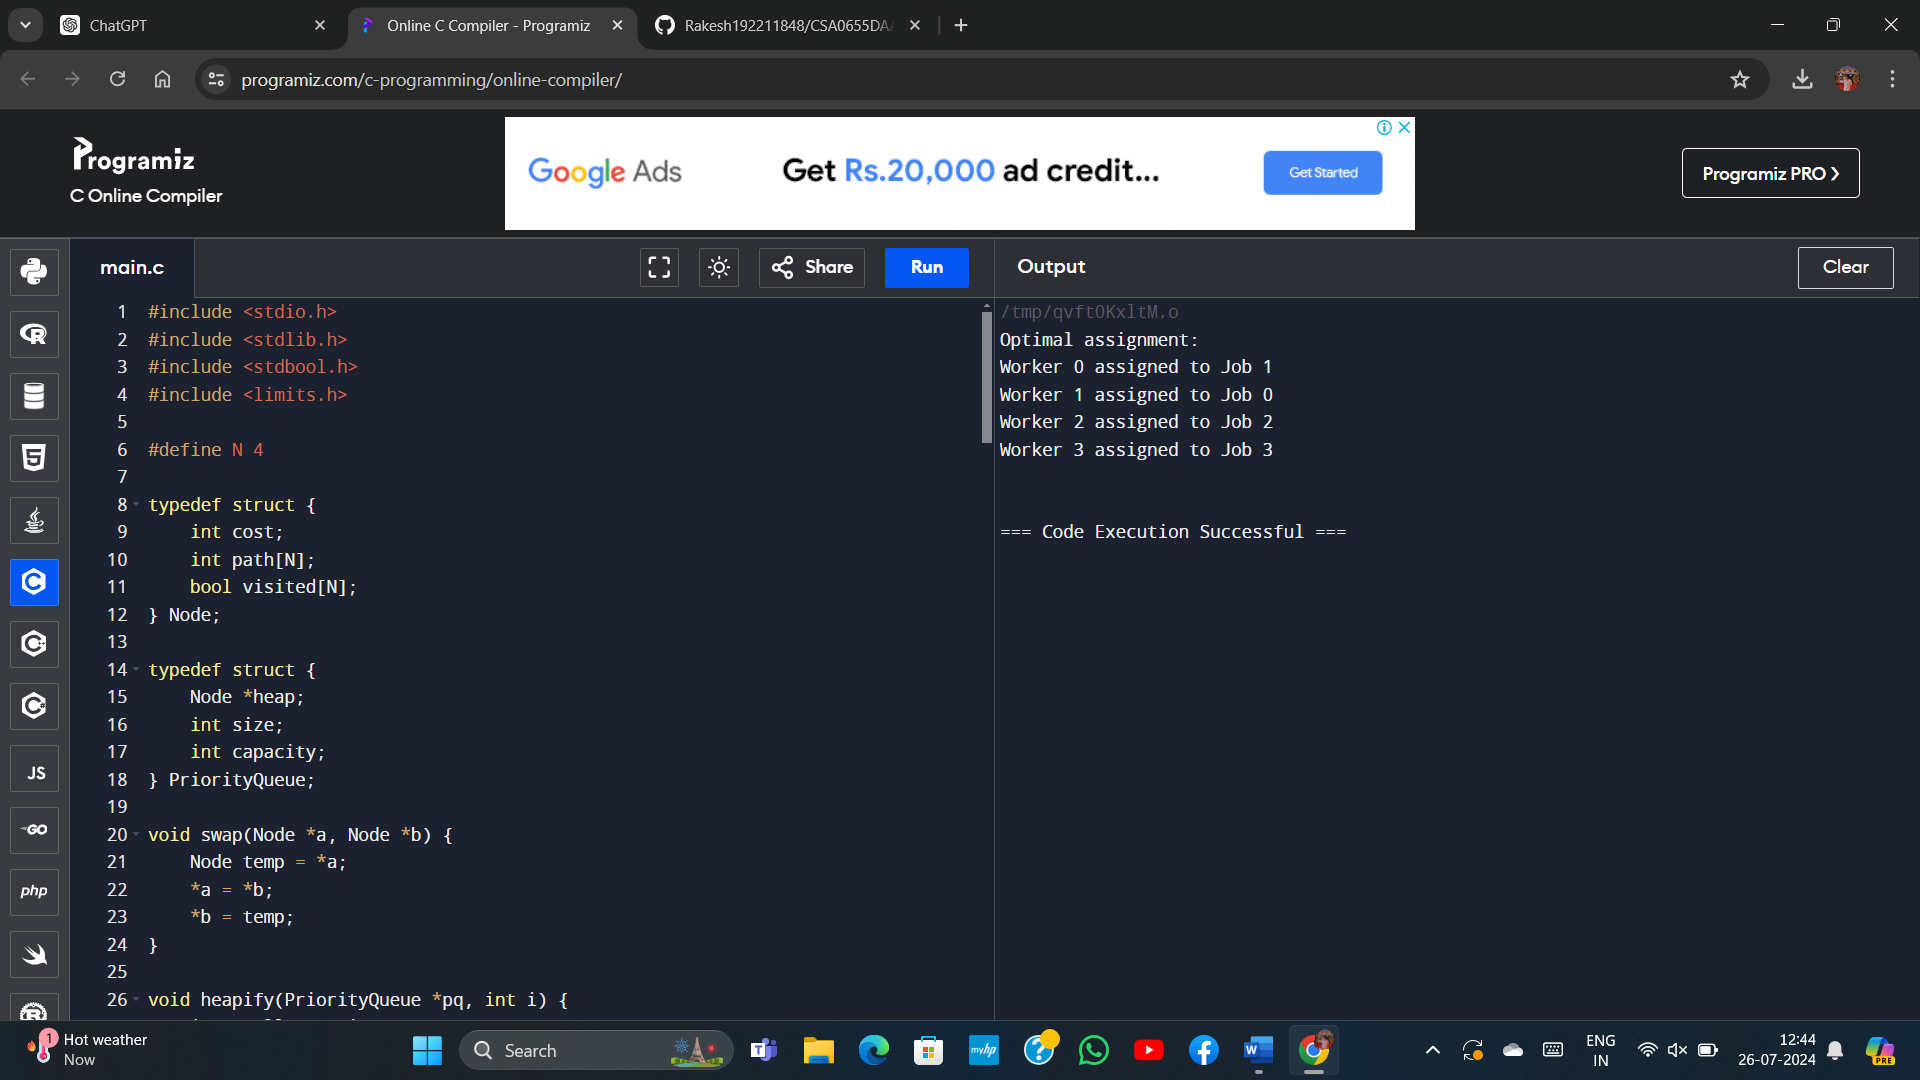 ChatGPT
Online C Compiler - Programiz
Rakesh192211848/CSA0655DA
programiz.com/c-programming/online-compiler/
Programiz
C Online Compiler
Google Ads
Get Rs.20,000 ad credit...
Get Started
Programiz PRO
main.c
Share
Run
Output
Clear
1 #include <stdio.h>
2 #include <stdlib.h>
3 #include <stdbool.h>
4 #include <limits.h>
5
6 #define N 4
7
8 typedef struct {
9 int cost;
10 int path[N];
11 bool visited[N];
12 } Node;
13
14 typedef struct {
15 Node *heap;
16 int size;
17 int capacity;
18 } PriorityQueue;
19
20 void swap(Node *a, Node *b) {
21 Node temp = *a;
22 *a = *b;
23 *b = temp;
24 }
25
26 void heapify(PriorityQueue *pq, int i) {
/tmp/qvft0KxltM.o
Optimal assignment:
Worker 0 assigned to Job 1
Worker 1 assigned to Job 0
Worker 2 assigned to Job 2
Worker 3 assigned to Job 3
=== Code Execution Successful ===
JS
GO
php
1
Hot weather
Now
Search
myhp
ENG
IN
12:44
26-07-2024
PRE